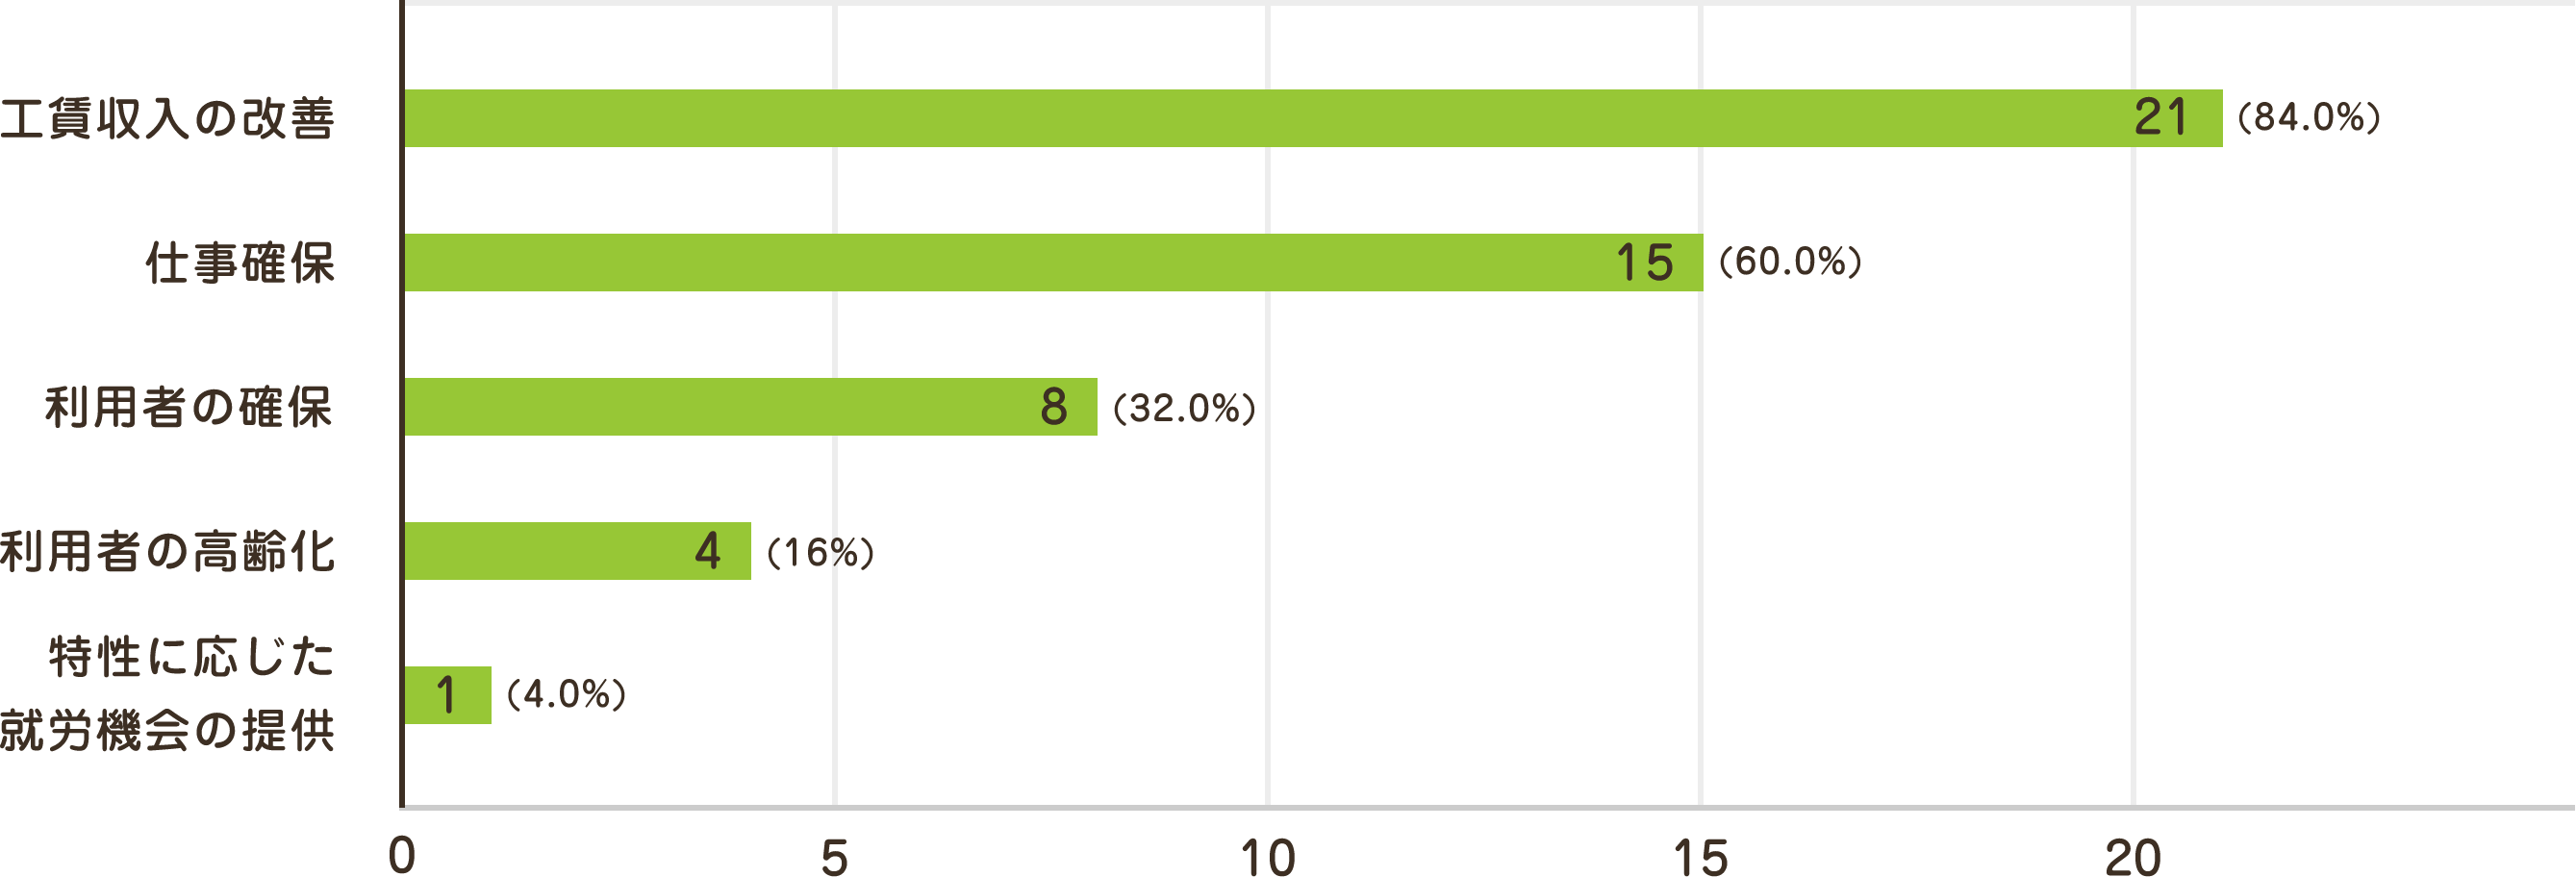 工賃収入の改善 21 (84.0%)
仕事確保 15 (60.0%)
利用者の確保 8 (32.0%)
利用者の高齢化 4 (16%)
特性に応じた
就労機会の提供 1 (4.0%)
0 5 10 15 20